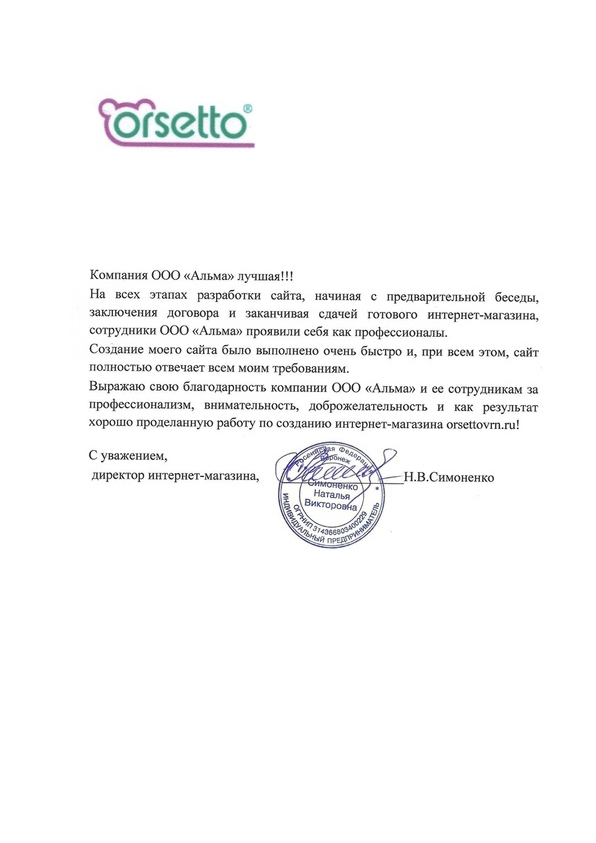 orsetto®
Компания ООО «Альма» лучшая!!!
На всех этапах разработки сайта, начиная с предварительной беседы,
заключения договора и заканчивая сдачей готового интернет-магазина,
сотрудники ООО «Альма» проявили себя как профессионалы.
Создание моего сайта было выполнено очень быстро и, при всем этом, сайт
полностью отвечает всем моим требованиям.
Выражаю свою благодарность компании ООО «Альма» и ее сотрудникам за
профессионализм, внимательность, доброжелательность и как результат
хорошо проделанную работу по созданию интернет-магазина orsettovrn.ru!
С уважением,
директор интернет-магазина, Н.В.Симоненко
Российская Федерация
Воронеж
Симоненко
Наталья
Викторовна
ОГРНИП 314366803400229
ИНДИВИДУАЛЬНЫЙ ПРЕДПРИНИМАТЕЛЬ